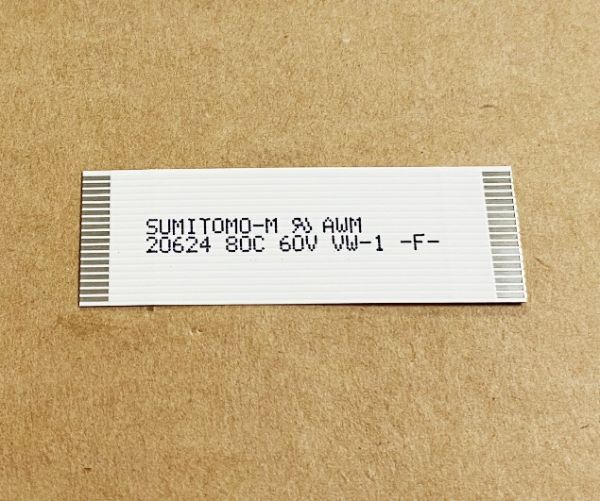 SUMITOMO-M AWM
20624 80C 60V VW-1 -F-